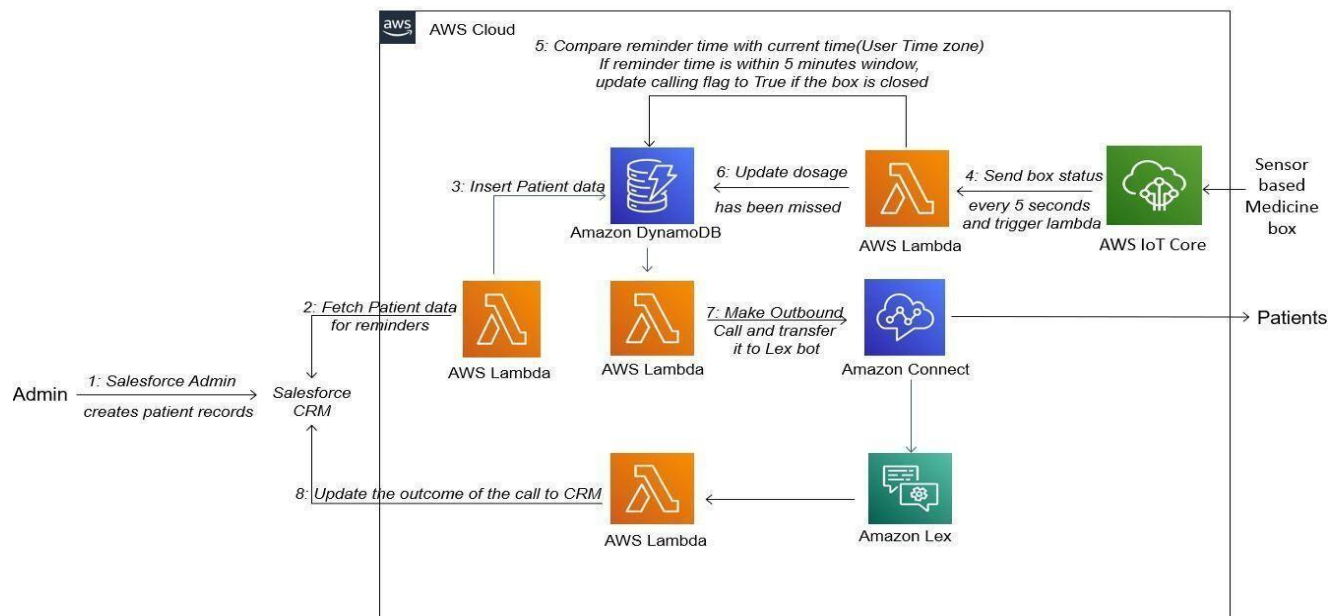 aws
AWS Cloud
5: Compare reminder time with current time(User Time zone)
If reminder time is within 5 minutes window,
update calling flag to True if the box is closed
3: Insert Patient data
Amazon DynamoDB
6: Update dosage
has been missed
AWS Lambda
4: Send box status
every 5 seconds
and trigger lambda
AWS IoT Core
Sensor
based
Medicine
box
2: Fetch Patient data
for reminders
AWS Lambda
AWS Lambda
7: Make Outbound
Call and transfer
it to Lex bot
Amazon Connect
Patients
Admin
1: Salesforce Admin
creates patient records
Salesforce
CRM
8: Update the outcome of the call to CRM
AWS Lambda
Amazon Lex